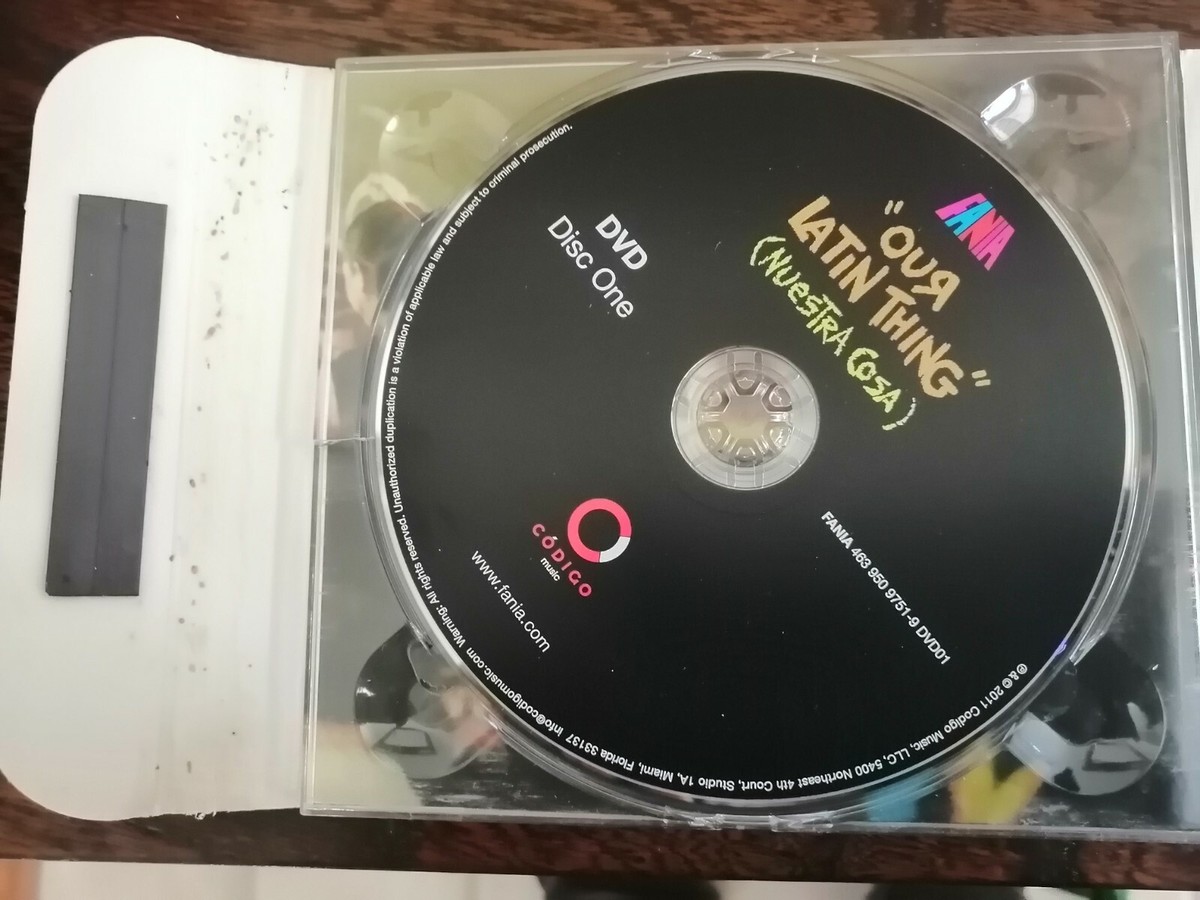 FANIA
"OUR
LATIN THING"
(NUESTRA COSA)
DVD
Disc One
FANIA 463 950 9751-9 DVD01
CÓDIGO
music
www.fania.com
℗ & © 2011 Codigo Music, LLC, 5400 Northeast 4th Court, Studio 1A, Miami, Florida 33137 info@codigomusic.com Warning: All rights reserved. Unauthorized duplication is a violation of applicable law and subject to criminal prosecution.